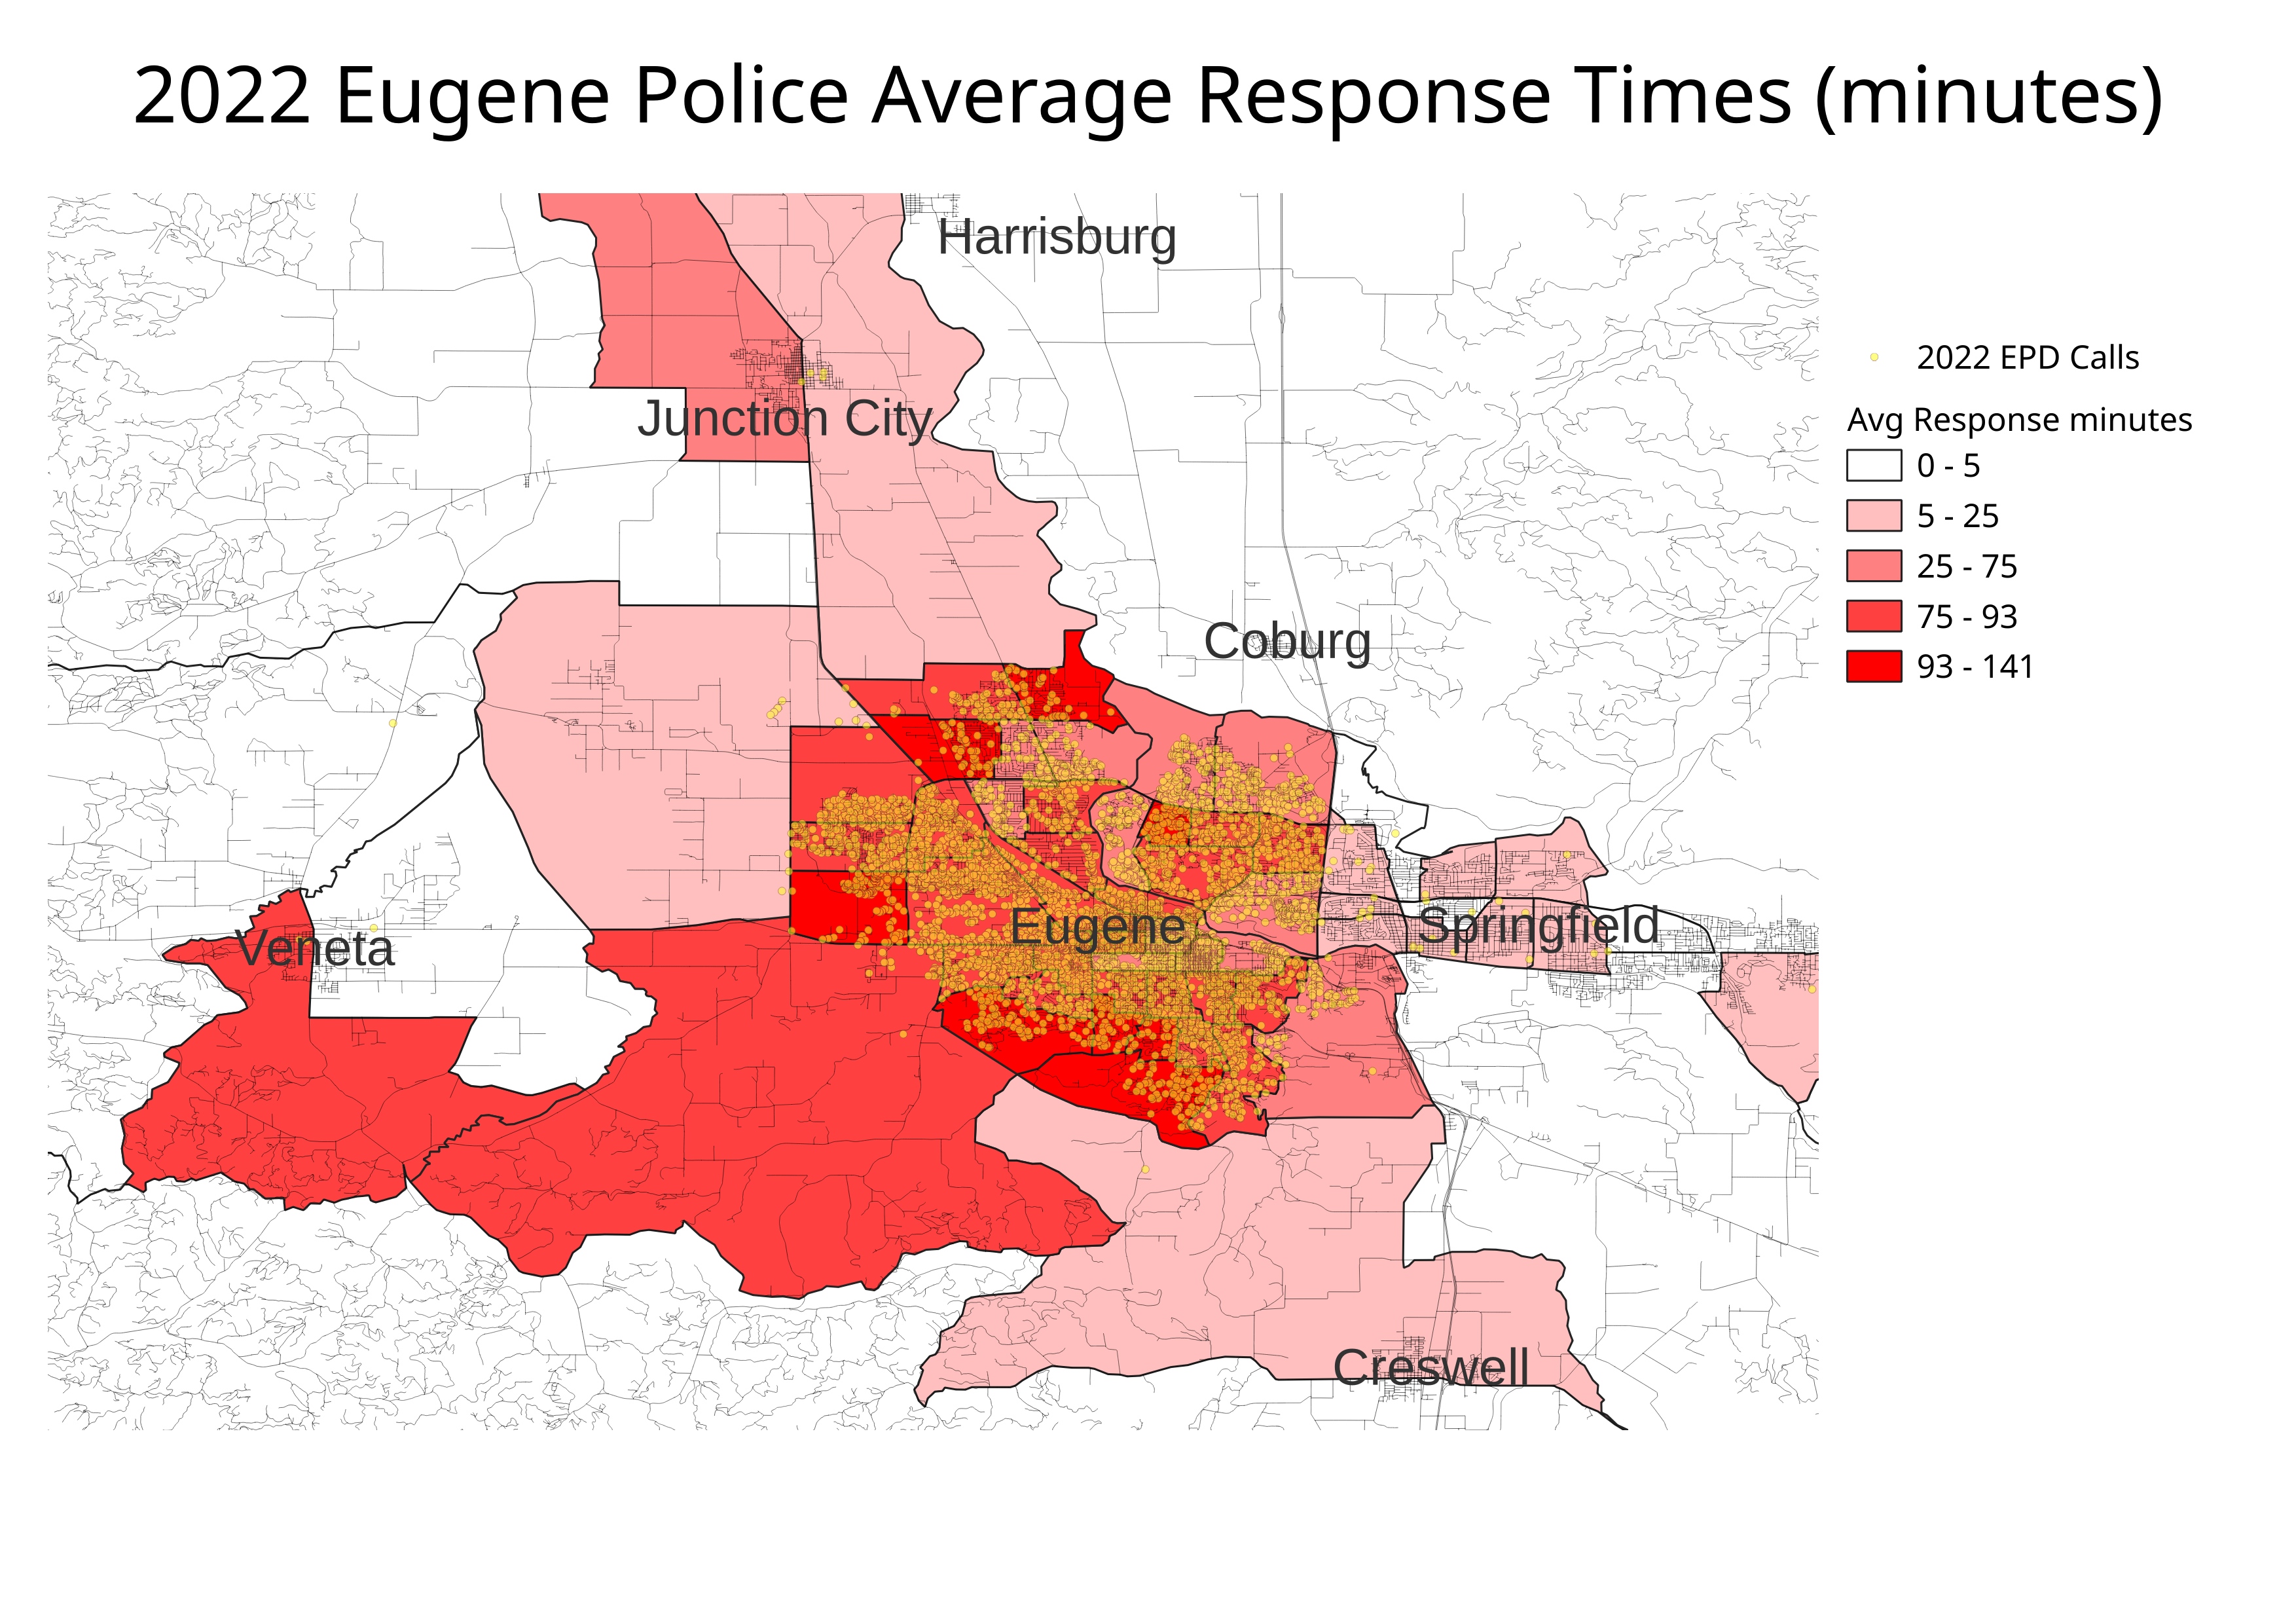 2022 Eugene Police Average Response Times (minutes)
Harrisburg
2022 EPD Calls
Junction City
Avg Response minutes
0 - 5
5 - 25
25 - 75
75 - 93
Coburg
93 - 141
Eugene
Springfield
Veneta
Creswell